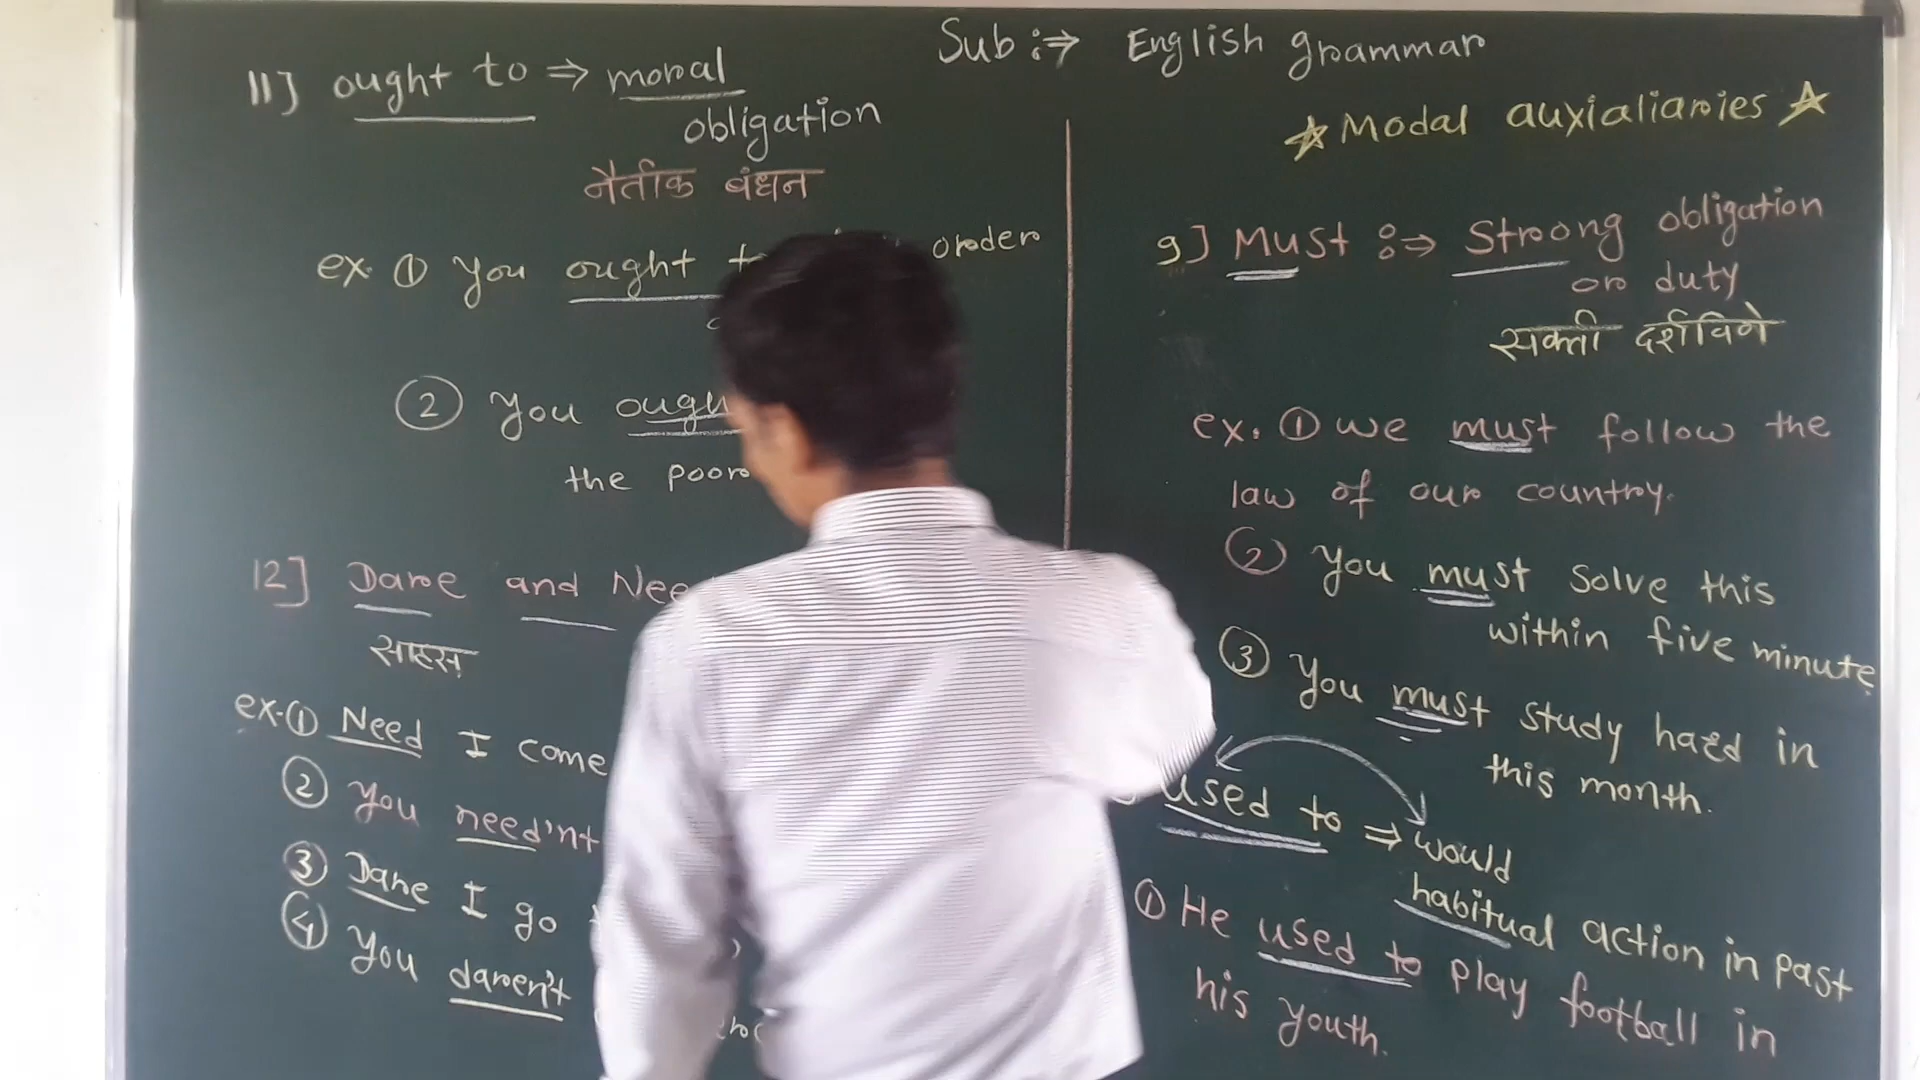 Sub :⇒ English grammar
☆ Modal auxialiaries ☆
11] ought to ⇒ moral
obligation
नैतीक बंधन
ex. ① You ought order
② You
the poor
12] Dare and
साहस
ex. ① Need I come
② You need'nt
③ Dare I go
④ You daren't
9] Must :⇒ Strong obligation
or duty
सक्ती दर्शविणे
ex. ① we must follow the
law of our country.
② You must solve this
within five minute
③ You must study hard in
this month.
used to ⇒ would
habitual action in past
① He used to play football in
his youth.